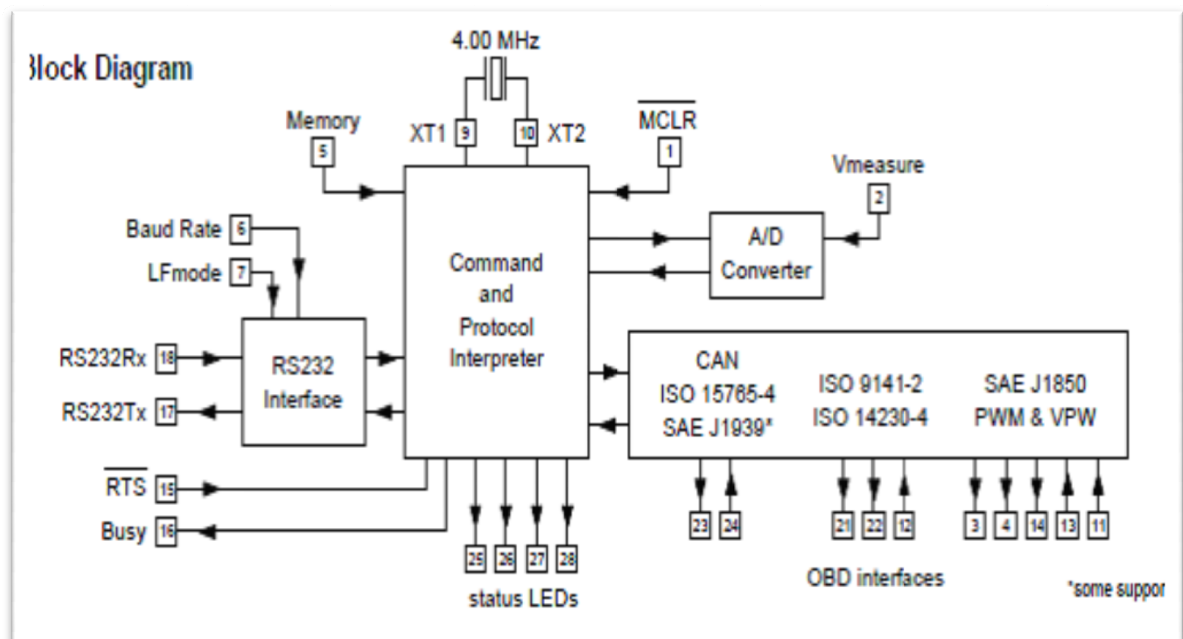 4.00 MHz
lock Diagram
Memory
5
XT1
9
10
XT2
MCLR
1
Vmeasure
2
Baud Rate
6
LFmode
7
A/D
Converter
Command
and
Protocol
Interpreter
RS232Rx
18
RS232Tx
17
RS232
Interface
CAN
ISO 15765-4
SAE J1939*
ISO 9141-2
ISO 14230-4
SAE J1850
PWM & VPW
RTS
15
Busy
16
25
26
27
28
status LEDs
23
24
21
22
12
3
4
14
13
11
OBD interfaces
*some suppor